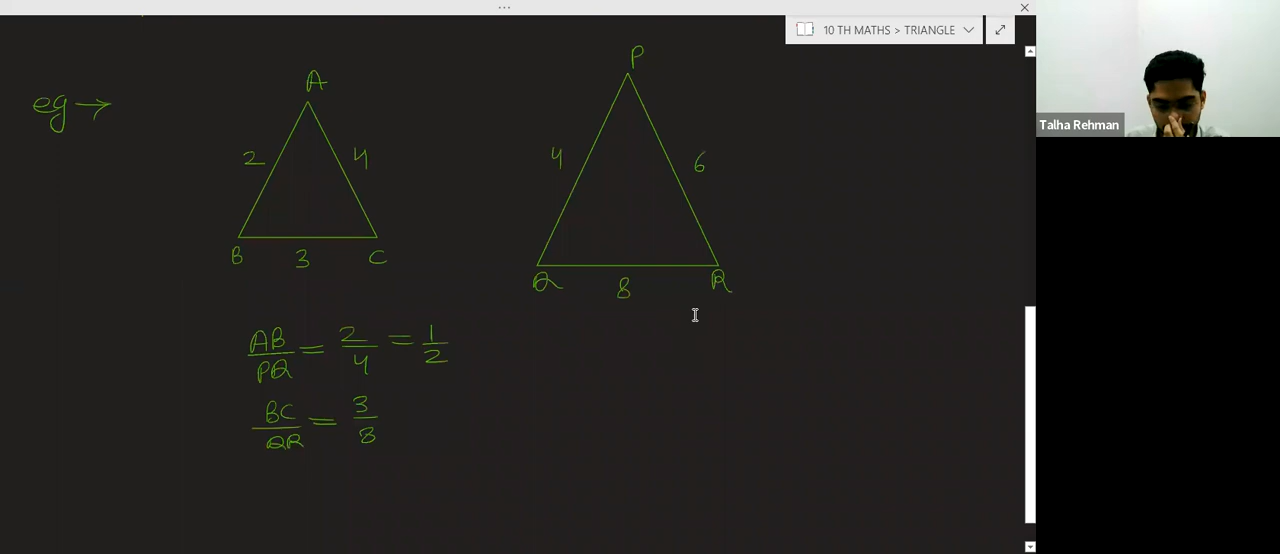 10 TH MATHS > TRIANGLE
Talha Rehman
eg →
A
P
2 4
4 6
B 3 C
Q 8 R
AB/PQ = 2/4 = 1/2
BC/QR = 3/8